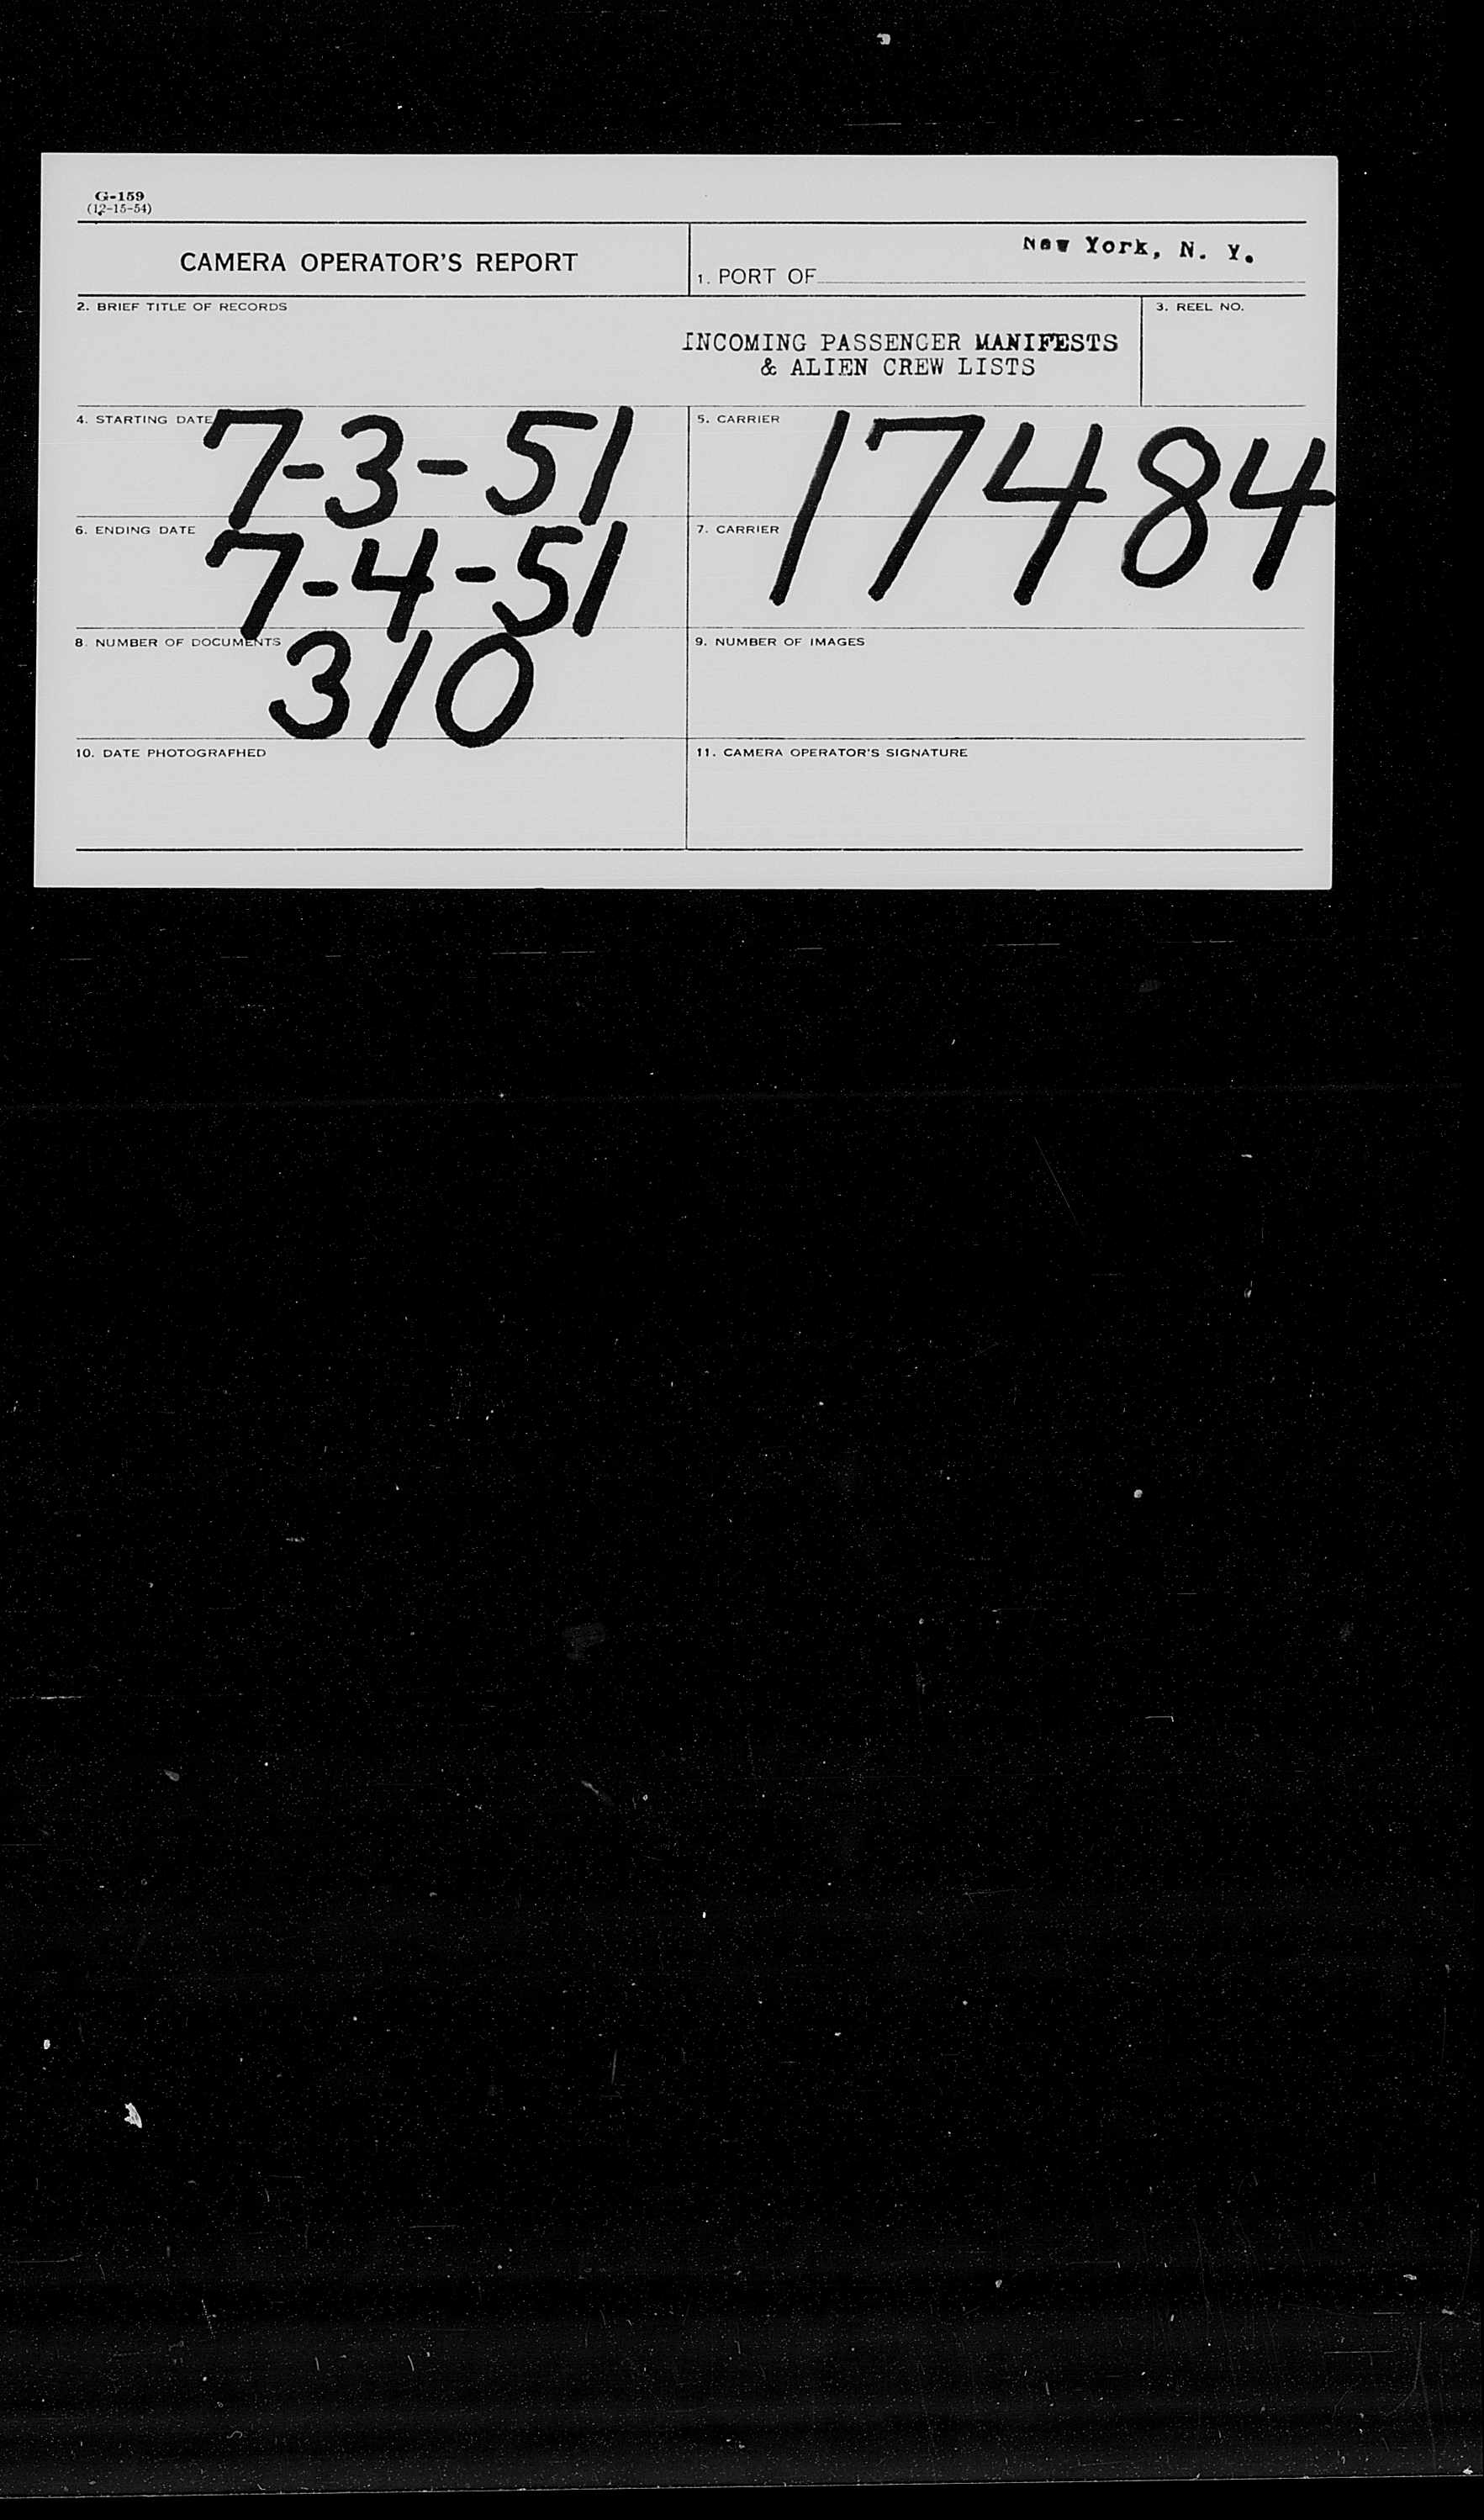 G-159
(12-15-54)
CAMERA OPERATOR'S REPORT
1. PORT OF New York, N. Y.
2. BRIEF TITLE OF RECORDS
INCOMING PASSENGER MANIFESTS
& ALIEN CREW LISTS
3. REEL NO.
4. STARTING DATE 7-3-51
5. CARRIER
17484
6. ENDING DATE 7-4-51
7. CARRIER
8. NUMBER OF DOCUMENTS 310
9. NUMBER OF IMAGES
10. DATE PHOTOGRAPHED
11. CAMERA OPERATOR'S SIGNATURE